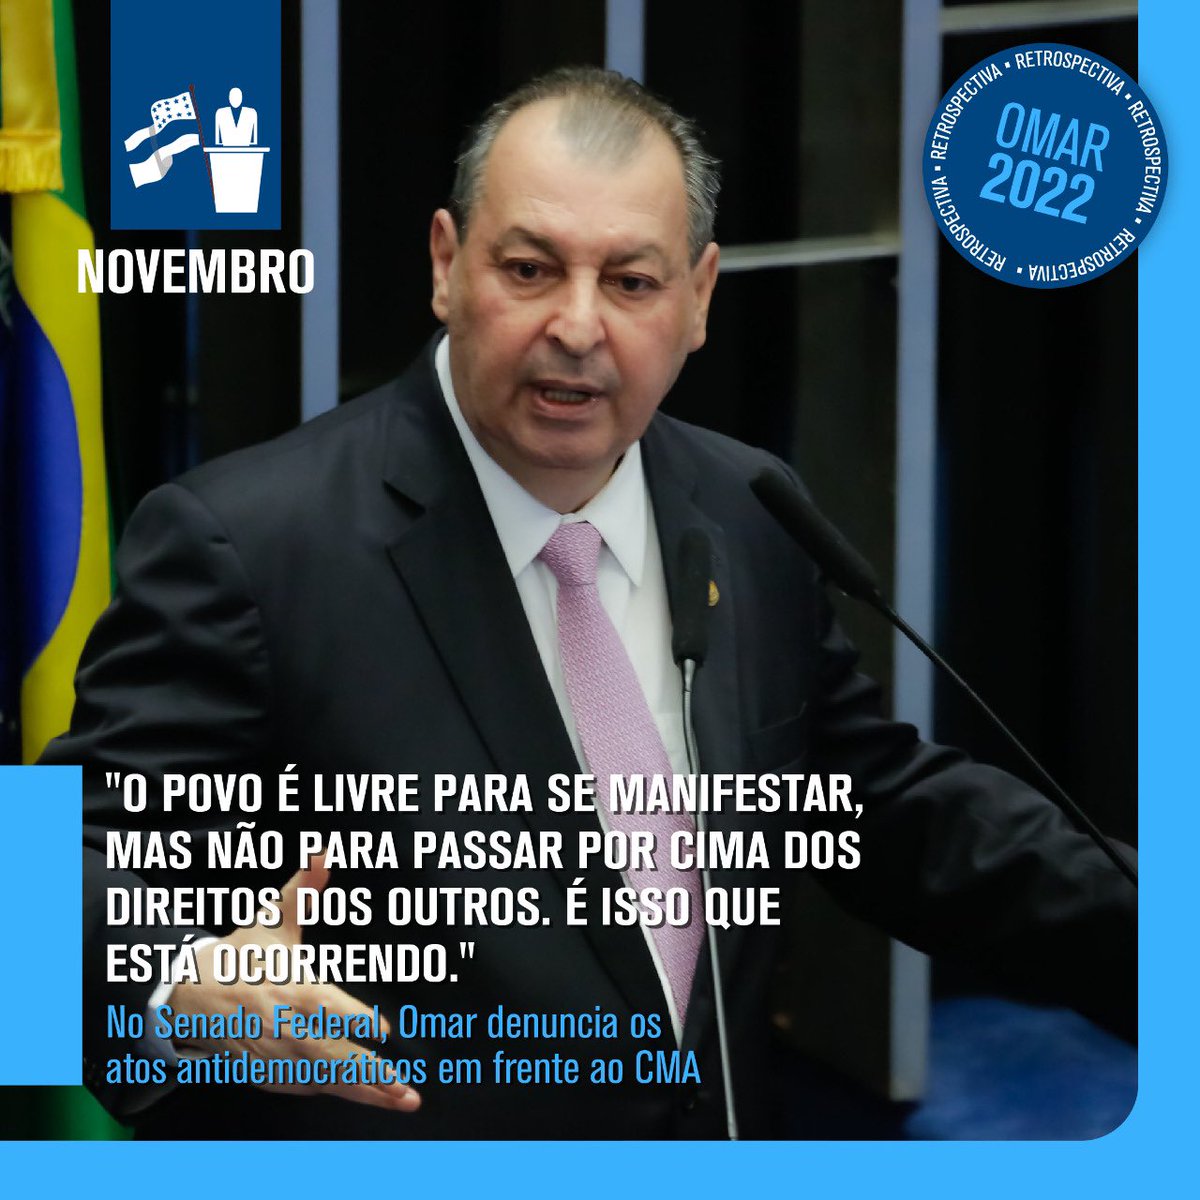 NOVEMBRO
RETROSPECTIVA • RETROSPECTIVA • RETROSPECTIVA • RETROSPECTIVA • RETROSPECTIVA • RETROSPECTIVA •
OMAR
2022
"O POVO É LIVRE PARA SE MANIFESTAR,
MAS NÃO PARA PASSAR POR CIMA DOS
DIREITOS DOS OUTROS. É ISSO QUE
ESTÁ OCORRENDO."
No Senado Federal, Omar denuncia os
atos antidemocráticos em frente ao CMA